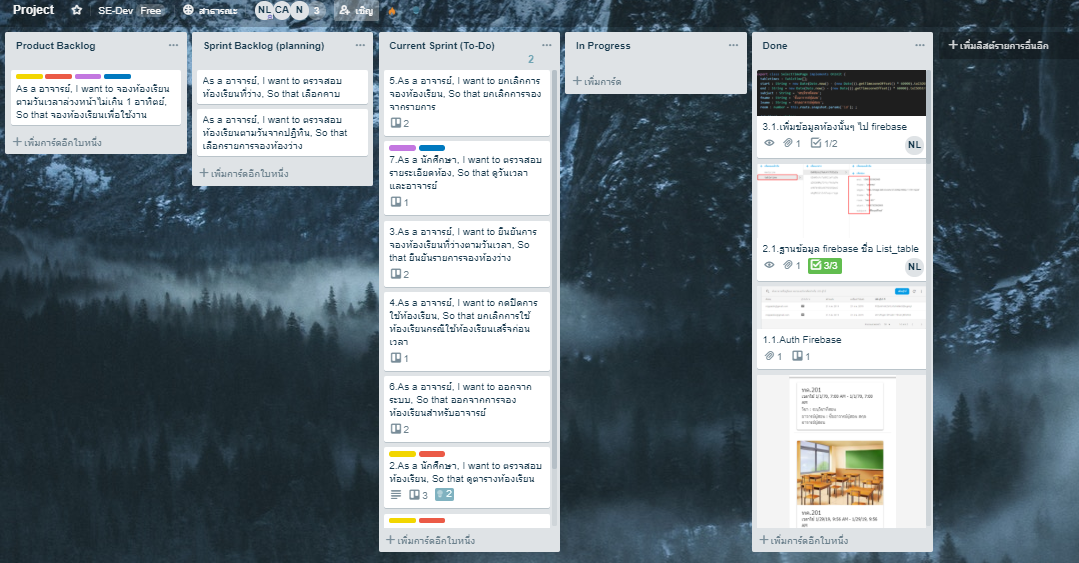 Project
SE-Dev Free
สาธารณะ
NL CA N 3
เชิญ
Product Backlog
As a อาจารย์, I want to จองห้องเรียน
ตามวันเวลาล่วงหน้าไม่เกิน 1 อาทิตย์,
So that จองห้องเรียนเพื่อใช้งาน
เพิ่มการ์ดอีกใบหนึ่ง
Sprint Backlog (planning)
As a อาจารย์, I want to ตรวจสอบ
ห้องเรียนที่ว่าง, So that เลือกคาบ
As a อาจารย์, I want to ตรวจสอบ
ห้องเรียนตามวันจากปฏิทิน, So that
เลือกรายการจองห้องว่าง
เพิ่มการ์ดอีกใบหนึ่ง
Current Sprint (To-Do)
2
5.As a อาจารย์, I want to ยกเลิกการ
จองห้องเรียน, So that ยกเลิกการจอง
จากรายการ
2
7.As a นักศึกษา, I want to ตรวจสอบ
รายระเอียดห้อง, So that ดูวันเวลา
และอาจารย์
1
3.As a อาจารย์, I want to ยืนยันการ
จองห้องเรียนที่ว่างตามวันเวลา, So
that ยืนยันรายการจองห้องว่าง
2
4.As a อาจารย์, I want to กดปิดการ
ใช้ห้องเรียน, So that ยกเลิกการใช้
ห้องเรียนกรณีใช้ห้องเรียนเสร็จก่อน
เวลา
1
6.As a อาจารย์, I want to ออกจาก
ระบบ, So that ออกจากการจอง
ห้องเรียนสำหรับอาจารย์
2
2.As a นักศึกษา, I want to ตรวจสอบ
ห้องเรียน, So that ดูตารางห้องเรียน
3 2
เพิ่มการ์ดอีกใบหนึ่ง
In Progress
เพิ่มการ์ด
Done
3.1.เพิ่มข้อมูลห้องนั้นๆ ไป firebase
1 1/2
NL
2.1.ฐานข้อมูล firebase ชื่อ List_table
1 3/3
NL
1.1.Auth Firebase
1 1
เพิ่มการ์ดอีกใบหนึ่ง
เพิ่มลิสต์รายการอื่นอีก